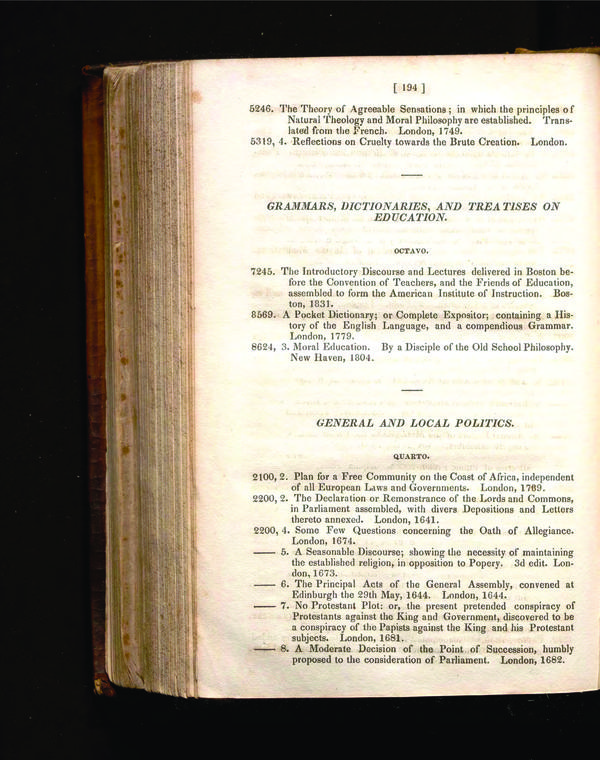 [ 194 ]
5246. The Theory of Agreeable Sensations; in which the principles of
Natural Theology and Moral Philosophy are established. Trans-
lated from the French. London, 1749.
5319, 4. Reflections on Cruelty towards the Brute Creation. London.
GRAMMARS, DICTIONARIES, AND TREATISES ON
EDUCATION.
OCTAVO.
7245. The Introductory Discourse and Lectures delivered in Boston be-
fore the Convention of Teachers, and the Friends of Education,
assembled to form the American Institute of Instruction. Bos-
ton, 1831.
8569. A Pocket Dictionary; or Complete Expositor; containing a His-
tory of the English Language, and a compendious Grammar.
London, 1779.
8624, 3. Moral Education. By a Disciple of the Old School Philosophy.
New Haven, 1804.
GENERAL AND LOCAL POLITICS.
QUARTO.
2100, 2. Plan for a Free Community on the Coast of Africa, independent
of all European Laws and Governments. London, 1789.
2200, 2. The Declaration or Remonstrance of the Lords and Commons,
in Parliament assembled, with divers Depositions and Letters
thereto annexed. London, 1641.
2200, 4. Some Few Questions concerning the Oath of Allegiance.
London, 1674.
—— 5. A Seasonable Discourse; showing the necessity of maintaining
the established religion, in opposition to Popery. 3d edit. Lon-
don, 1673.
—— 6. The Principal Acts of the General Assembly, convened at
Edinburgh the 29th May, 1644. London, 1644.
—— 7. No Protestant Plot: or, the present pretended conspiracy of
Protestants against the King and Government, discovered to be
a conspiracy of the Papists against the King and his Protestant
subjects. London, 1681.
—— 8. A Moderate Decision of the Point of Succession, humbly
proposed to the consideration of Parliament. London, 1682.